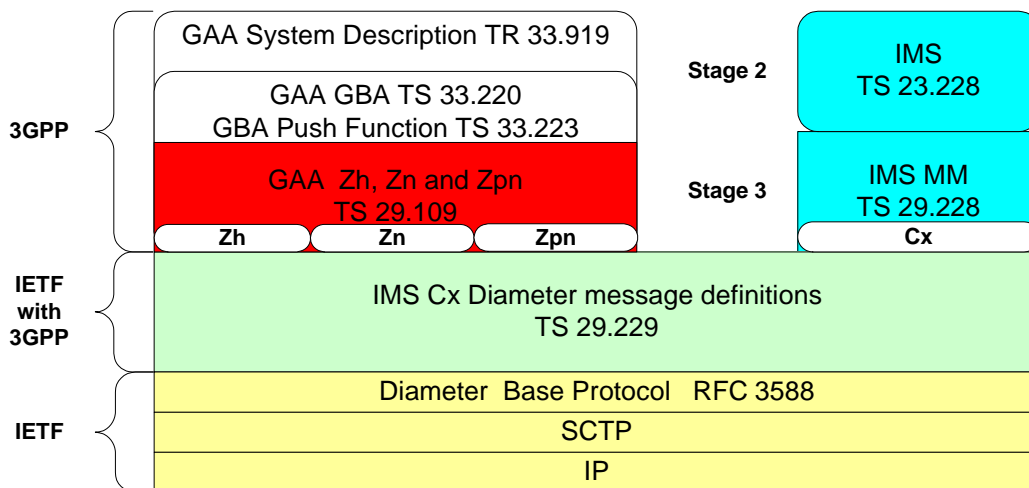 GAA System Description TR 33.919
GAA GBA TS 33.220
GBA Push Function TS 33.223
GAA Zh, Zn and Zpn
TS 29.109
Zh
Zn
Zpn
Stage 2
Stage 3
IMS
TS 23.228
IMS MM
TS 29.228
Cx
3GPP
IETF
with
3GPP
IMS Cx Diameter message definitions
TS 29.229
IETF
Diameter Base Protocol RFC 3588
SCTP
IP